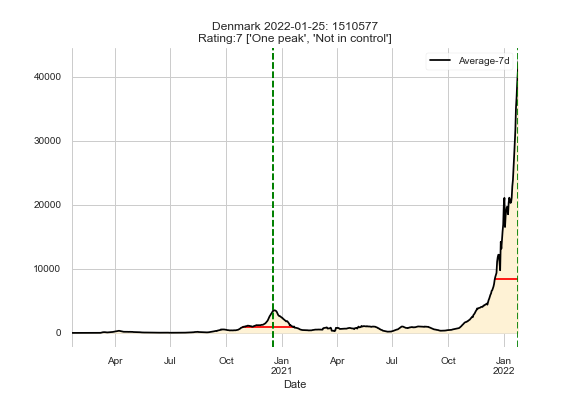 Denmark 2022-01-25: 1510577
Rating:7 ['One peak', 'Not in control']
Average-7d
40000
30000
20000
10000
0
Apr
Jul
Oct
Jan
2021
Apr
Jul
Oct
Jan
2022
Date